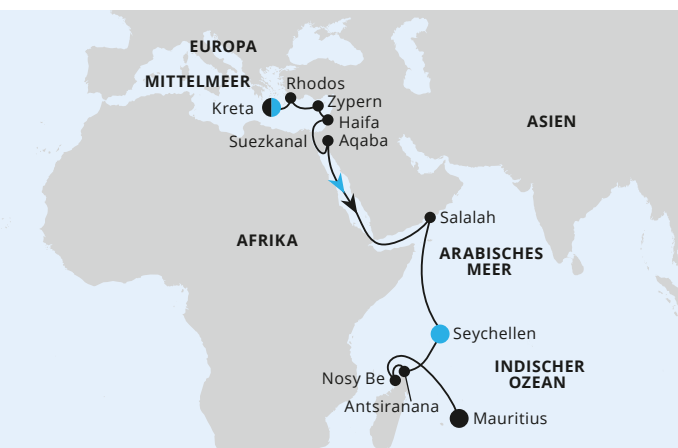 EUROPA
MITTELMEER
Rhodos
Kreta
Zypern
Haifa
Suezkanal
Aqaba
ASIEN
Salalah
AFRIKA
ARABISCHES
MEER
Seychellen
INDISCHER
OZEAN
Nosy Be
Antsiranana
Mauritius